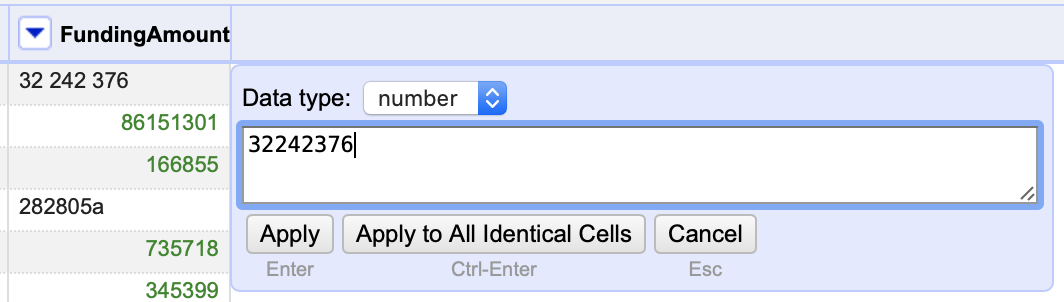 FundingAmount
32 242 376
86151301
166855
282805a
735718
345399
Data type: number
32242376
Apply Apply to All Identical Cells Cancel
Enter Ctrl-Enter Esc